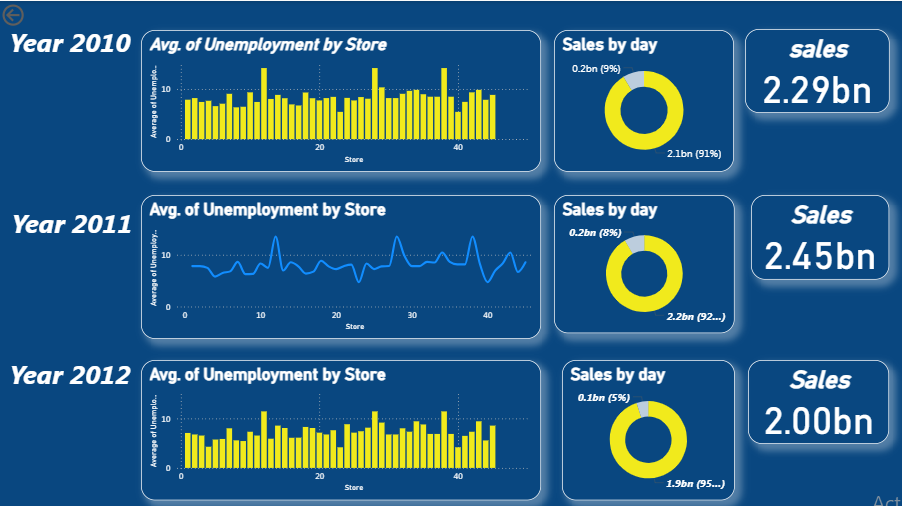 Year 2010
Avg. of Unemployment by Store
Average of Unemplo...
10
0
0
20
40
Store
Sales by day
0.2bn (9%)
2.1bn (91%)
sales
2.29bn
Year 2011
Avg. of Unemployment by Store
Average of Unemploy...
10
0
0
10
20
30
40
Store
Sales by day
0.2bn (8%)
2.2bn (92...)
Sales
2.45bn
Year 2012
Avg. of Unemployment by Store
Average of Unemplo...
10
0
0
20
40
Store
Sales by day
0.1bn (5%)
1.9bn (95...)
Sales
2.00bn
Act